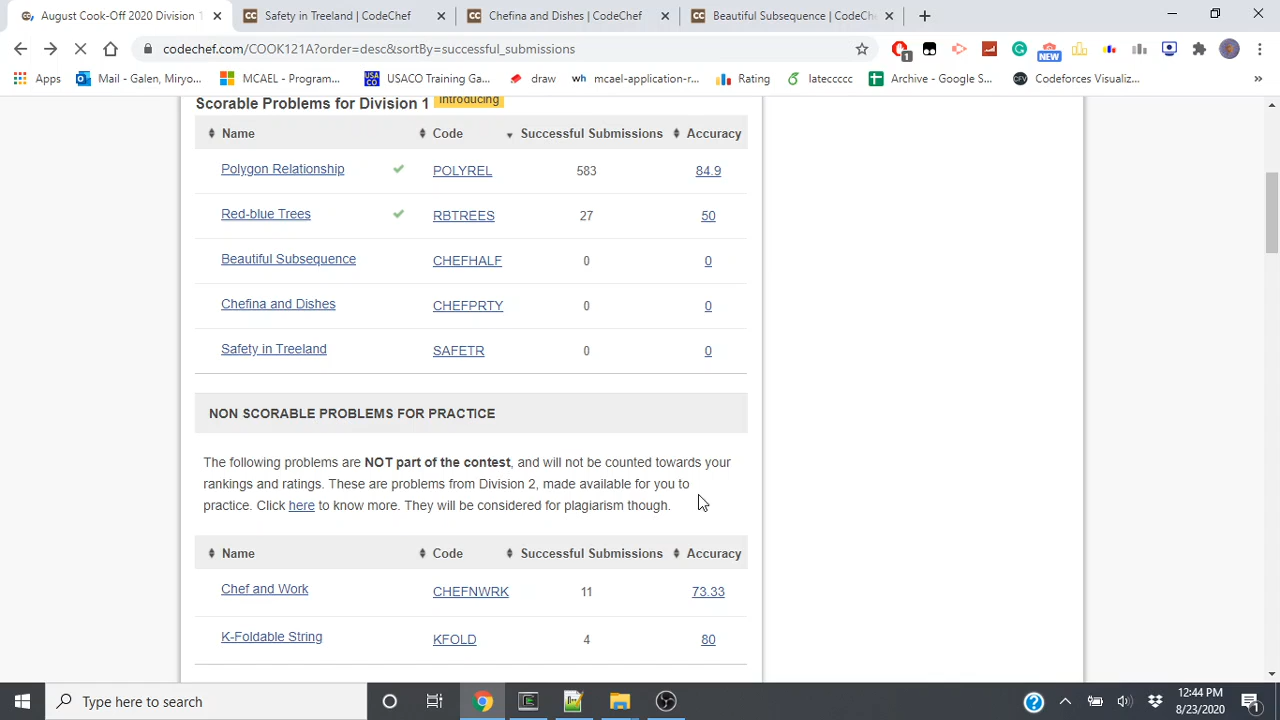 August Cook-Off 2020 Division 1
Safety in Treeland | CodeChef
Chefina and Dishes | CodeChef
Beautiful Subsequence | CodeChe
codechef.com/COOK121A?order=desc&sortBy=successful_submissions
1
NEW
Apps
Mail - Galen, Miryo...
MCAEL - Program...
USACO Training Ga...
draw
wh mcael-application-r...
Rating
lateccccc
Archive - Google S...
Codeforces Visualiz...
»
Scorable Problems for Division 1 Introducing
Name Code Successful Submissions Accuracy
Polygon Relationship POLYREL 583 84.9
Red-blue Trees RBTREES 27 50
Beautiful Subsequence CHEFHALF 0 0
Chefina and Dishes CHEFPRTY 0 0
Safety in Treeland SAFETR 0 0
NON SCORABLE PROBLEMS FOR PRACTICE
The following problems are NOT part of the contest, and will not be counted towards your
rankings and ratings. These are problems from Division 2, made available for you to
practice. Click here to know more. They will be considered for plagiarism though.
Name Code Successful Submissions Accuracy
Chef and Work CHEFNWRK 11 73.33
K-Foldable String KFOLD 4 80
Type here to search
12:44 PM
8/23/2020
1